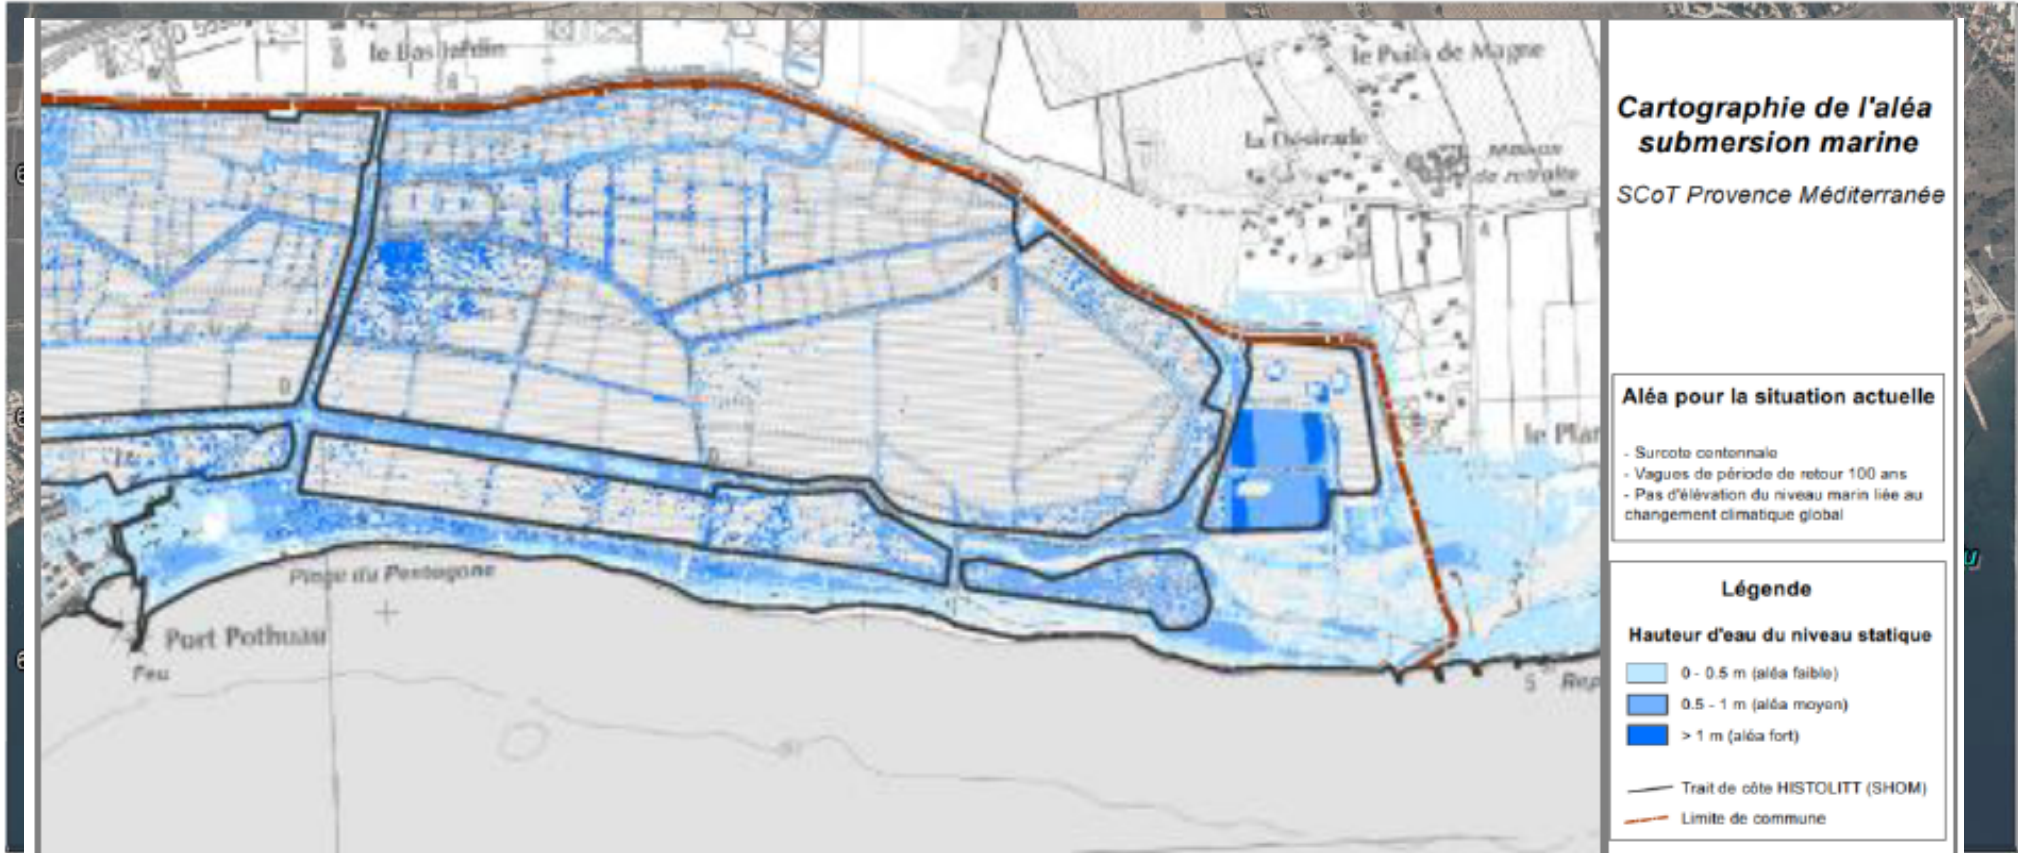 le Bas Jardin
le Puits de Magne
la Désirade
Maison
de retraite
le Plan
Plage du Pentagone
Port Pothuau
Feu
5
Cartographie de l'aléa
submersion marine
SCoT Provence Méditerranée
Aléa pour la situation actuelle
- Surcote centennale
- Vagues de période de retour 100 ans
- Pas d'élévation du niveau marin liée au
changement climatique global
Légende
Hauteur d'eau du niveau statique
0 - 0.5 m (aléa faible)
0.5 - 1 m (aléa moyen)
> 1 m (aléa fort)
Trait de côte HISTOLITT (SHOM)
Limite de commune